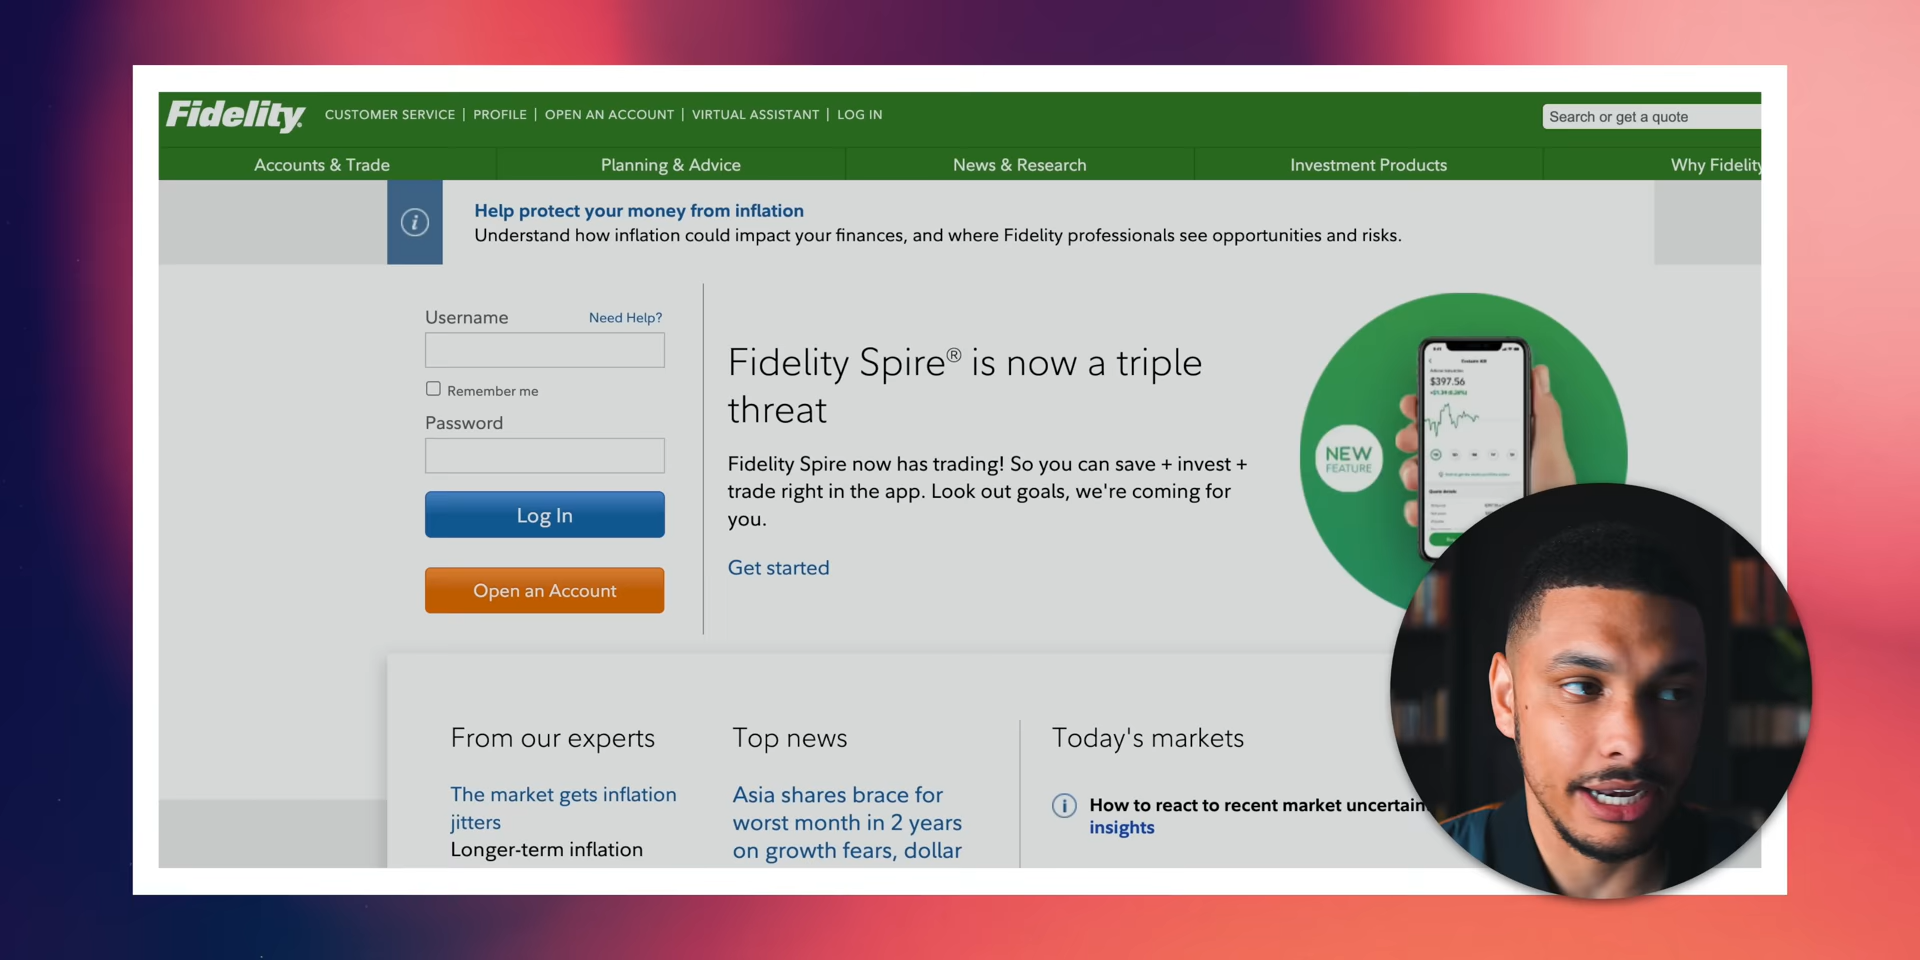 Fidelity
CUSTOMER SERVICE | PROFILE | OPEN AN ACCOUNT | VIRTUAL ASSISTANT | LOG IN
Search or get a quote
Accounts & Trade
Planning & Advice
News & Research
Investment Products
Why Fidelity
Help protect your money from inflation
Understand how inflation could impact your finances, and where Fidelity professionals see opportunities and risks.
Username
Need Help?
Remember me
Password
Log In
Open an Account
Fidelity Spire® is now a triple
threat
Fidelity Spire now has trading! So you can save + invest +
trade right in the app. Look out goals, we're coming for
you.
Get started
NEW
FEATURE
$397.56
From our experts
The market gets inflation
jitters
Longer-term inflation
Top news
Asia shares brace for
worst month in 2 years
on growth fears, dollar
Today's markets
How to react to recent market
insights